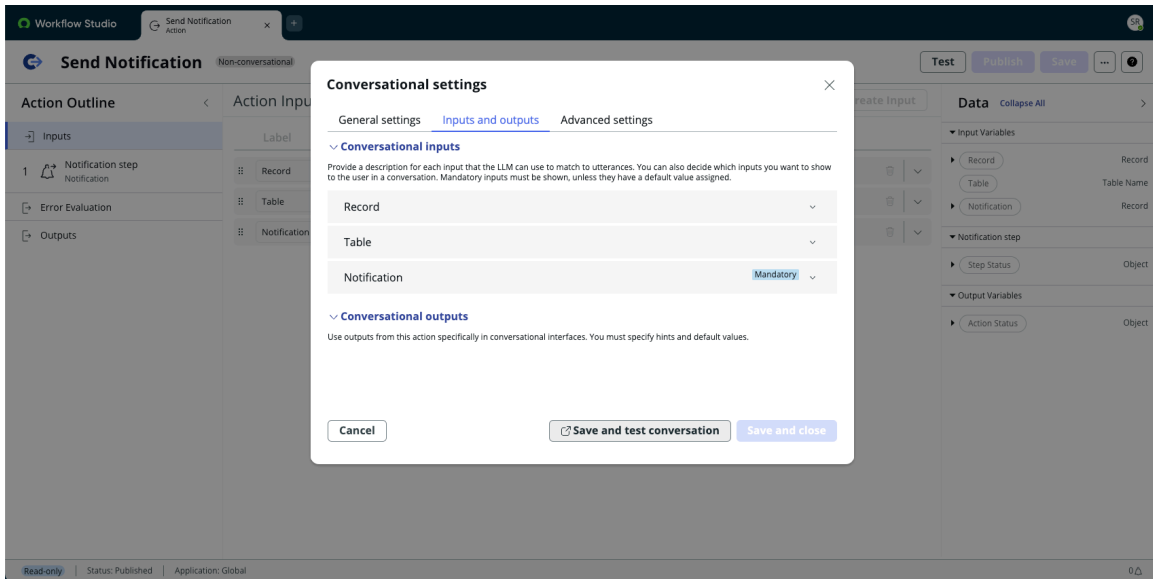 Workflow Studio
Send Notification
Action
SR
Send Notification
Non-conversational
Test
Publish
Save
Action Outline
Inputs
1
Notification step
Notification
Error Evaluation
Outputs
Action Inpu
reate Input
Label
Record
Table
Notification
Conversational settings
General settings
Inputs and outputs
Advanced settings
Conversational inputs
Provide a description for each input that the LLM can use to match to utterances. You can also decide which inputs you want to show
to the user in a conversation. Mandatory inputs must be shown, unless they have a default value assigned.
Record
Table
Notification Mandatory
Conversational outputs
Use outputs from this action specifically in conversational interfaces. You must specify hints and default values.
Cancel
Save and test conversation
Save and close
Data Collapse All
Input Variables
Record Record
Table Table Name
Notification Record
Notification step
Step Status Object
Output Variables
Action Status Object
Read-only Status: Published Application: Global
0